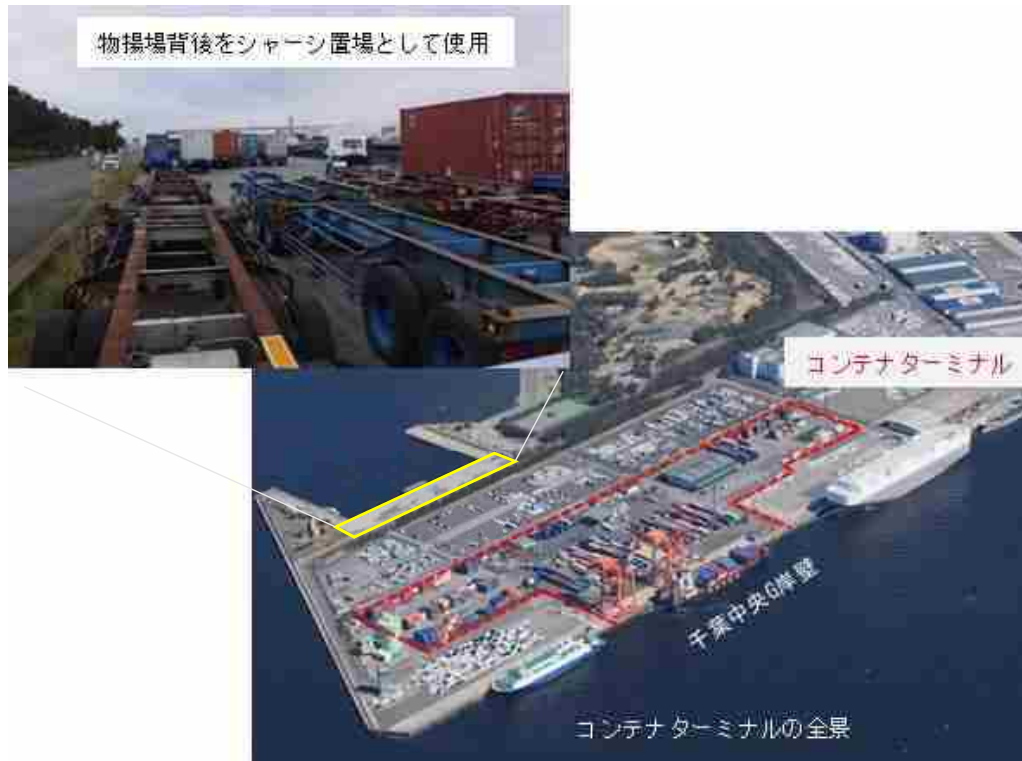 物揚場背後をシャーシ置場として使用
コンテナターミナル
千葉中央G岸壁
コンテナターミナルの全景